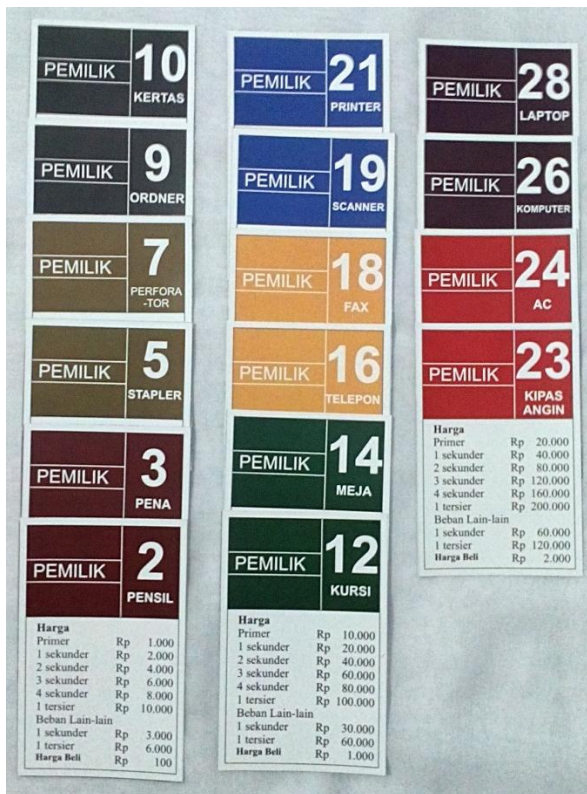 PEMILIK 10 KERTAS
PEMILIK 9 ORDNER
PEMILIK 7 PERFORA
-TOR
PEMILIK 5 STAPLER
PEMILIK 3 PENA
PEMILIK 2 PENSIL
Harga
Primer Rp 1.000
1 sekunder Rp 2.000
2 sekunder Rp 4.000
3 sekunder Rp 6.000
4 sekunder Rp 8.000
1 tersier Rp 10.000
Beban Lain-lain
1 sekunder Rp 3.000
1 tersier Rp 6.000
Harga Beli Rp 100
PEMILIK 21 PRINTER
PEMILIK 19 SCANNER
PEMILIK 18 FAX
PEMILIK 16 TELEPON
PEMILIK 14 MEJA
PEMILIK 12 KURSI
Harga
Primer Rp 10.000
1 sekunder Rp 20.000
2 sekunder Rp 40.000
3 sekunder Rp 60.000
4 sekunder Rp 80.000
1 tersier Rp 100.000
Beban Lain-lain
1 sekunder Rp 30.000
1 tersier Rp 60.000
Harga Beli Rp 1.000
PEMILIK 28 LAPTOP
PEMILIK 26 KOMPUTER
PEMILIK 24 AC
PEMILIK 23 KIPAS
ANGIN
Harga
Primer Rp 20.000
1 sekunder Rp 40.000
2 sekunder Rp 80.000
3 sekunder Rp 120.000
4 sekunder Rp 160.000
1 tersier Rp 200.000
Beban Lain-lain
1 sekunder Rp 60.000
1 tersier Rp 120.000
Harga Beli Rp 2.000